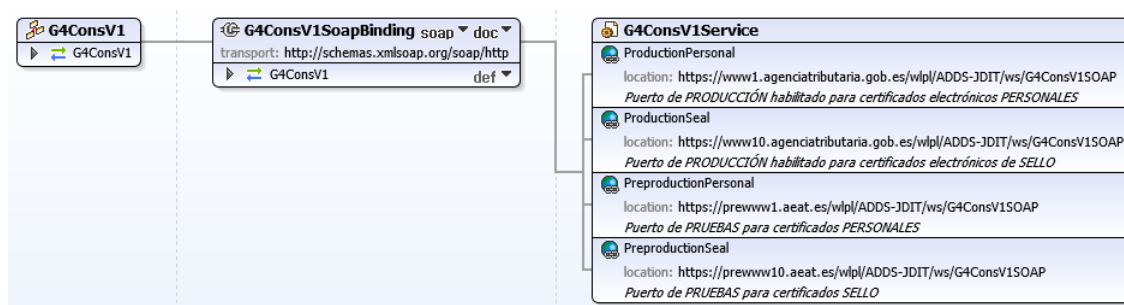 G4ConsV1
G4ConsV1
G4ConsV1SoapBinding soap doc
transport: http://schemas.xmlsoap.org/soap/http
G4ConsV1 def
G4ConsV1Service
ProductionPersonal
location: https://www1.agenciatributaria.gob.es/wlpl/ADDS-JDIT/ws/G4ConsV1SOAP
Puerto de PRODUCCIÓN habilitado para certificados electrónicos PERSONALES
ProductionSeal
location: https://www10.agenciatributaria.gob.es/wlpl/ADDS-JDIT/ws/G4ConsV1SOAP
Puerto de PRODUCCIÓN habilitado para certificados electrónicos de SELLO
PreproductionPersonal
location: https://prewww1.aeat.es/wlpl/ADDS-JDIT/ws/G4ConsV1SOAP
Puerto de PRUEBAS para certificados PERSONALES
PreproductionSeal
location: https://prewww10.aeat.es/wlpl/ADDS-JDIT/ws/G4ConsV1SOAP
Puerto de PRUEBAS para certificados SELLO